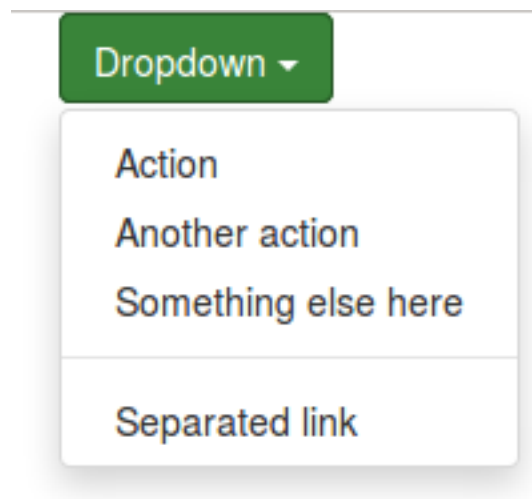 Dropdown
Action
Another action
Something else here
Separated link